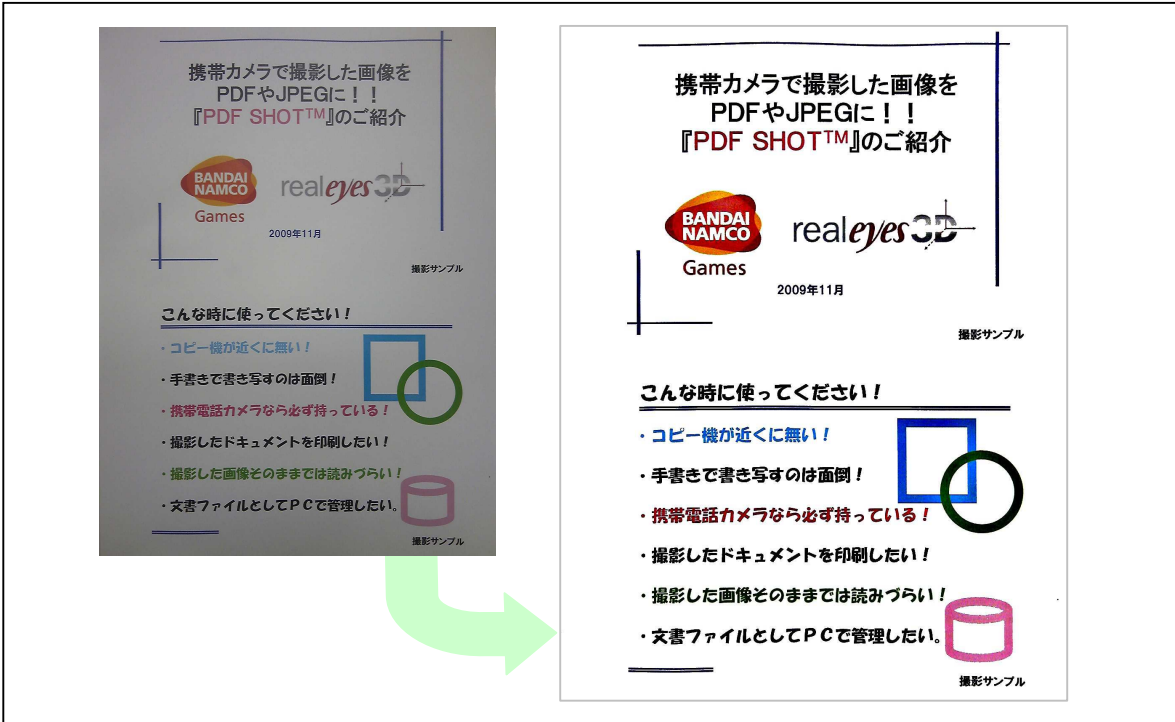 携帯カメラで撮影した画像を
PDFやJPEGに！！
『PDF SHOT™』のご紹介
BANDAI
NAMCO
Games
realeyes3D
2009年11月
撮影サンプル
こんな時に使ってください！
・コピー機が近くに無い！
・手書きで書き写すのは面倒！
・携帯電話カメラなら必ず持っている！
・撮影したドキュメントを印刷したい！
・撮影した画像そのままでは読みづらい！
・文書ファイルとしてＰＣで管理したい。
撮影サンプル
携帯カメラで撮影した画像を
PDFやJPEGに！！
『PDF SHOT™』のご紹介
BANDAI
NAMCO
Games
realeyes3D
2009年11月
撮影サンプル
こんな時に使ってください！
・コピー機が近くに無い！
・手書きで書き写すのは面倒！
・携帯電話カメラなら必ず持っている！
・撮影したドキュメントを印刷したい！
・撮影した画像そのままでは読みづらい！
・文書ファイルとしてＰＣで管理したい。
撮影サンプル